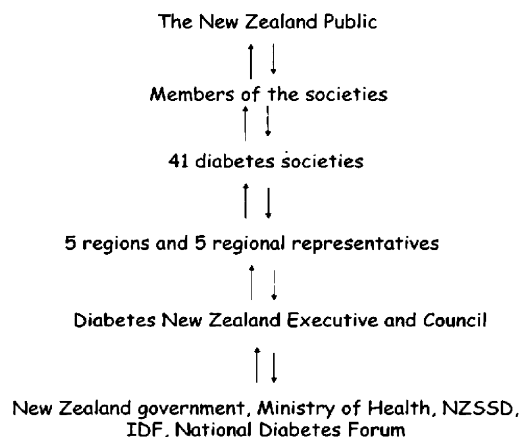 The New Zealand Public
Members of the societies
41 diabetes societies
5 regions and 5 regional representatives
Diabetes New Zealand Executive and Council
New Zealand government, Ministry of Health, NZSSD,
IDF, National Diabetes Forum